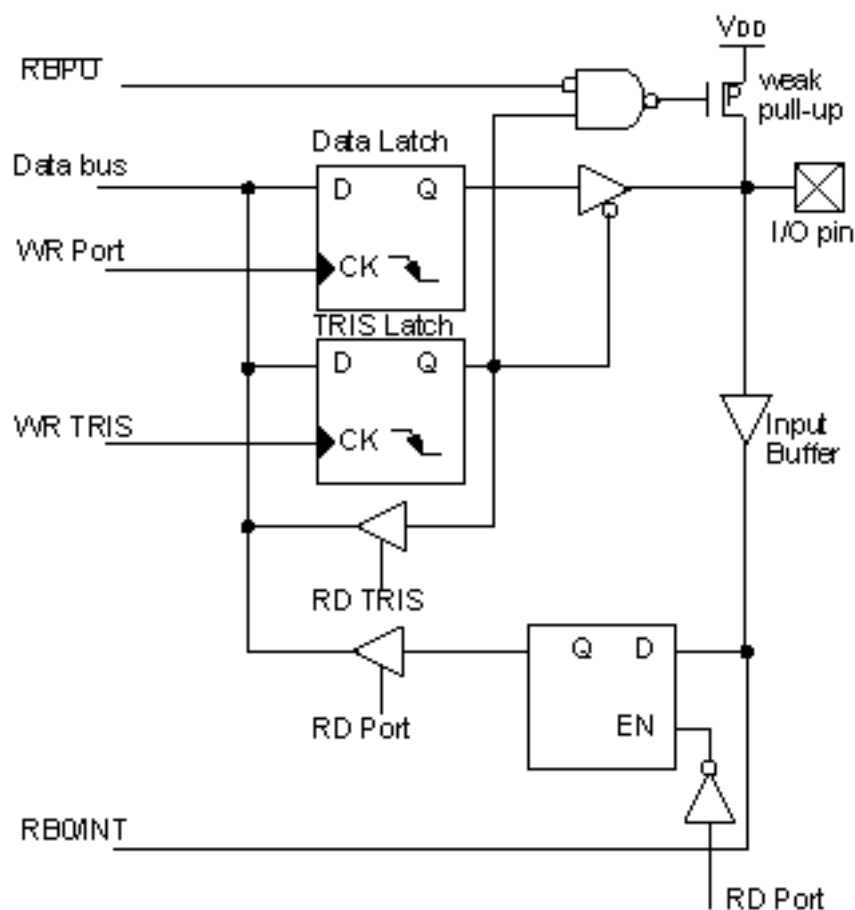 VDD
RBPU
P
weak
pull-up
Data Latch
Data bus
D Q
I/O pin
WR Port
CK
TRIS Latch
D Q
WR TRIS
CK
Input
Buffer
RD TRIS
Q D
RD Port
EN
RB0/INT
RD Port